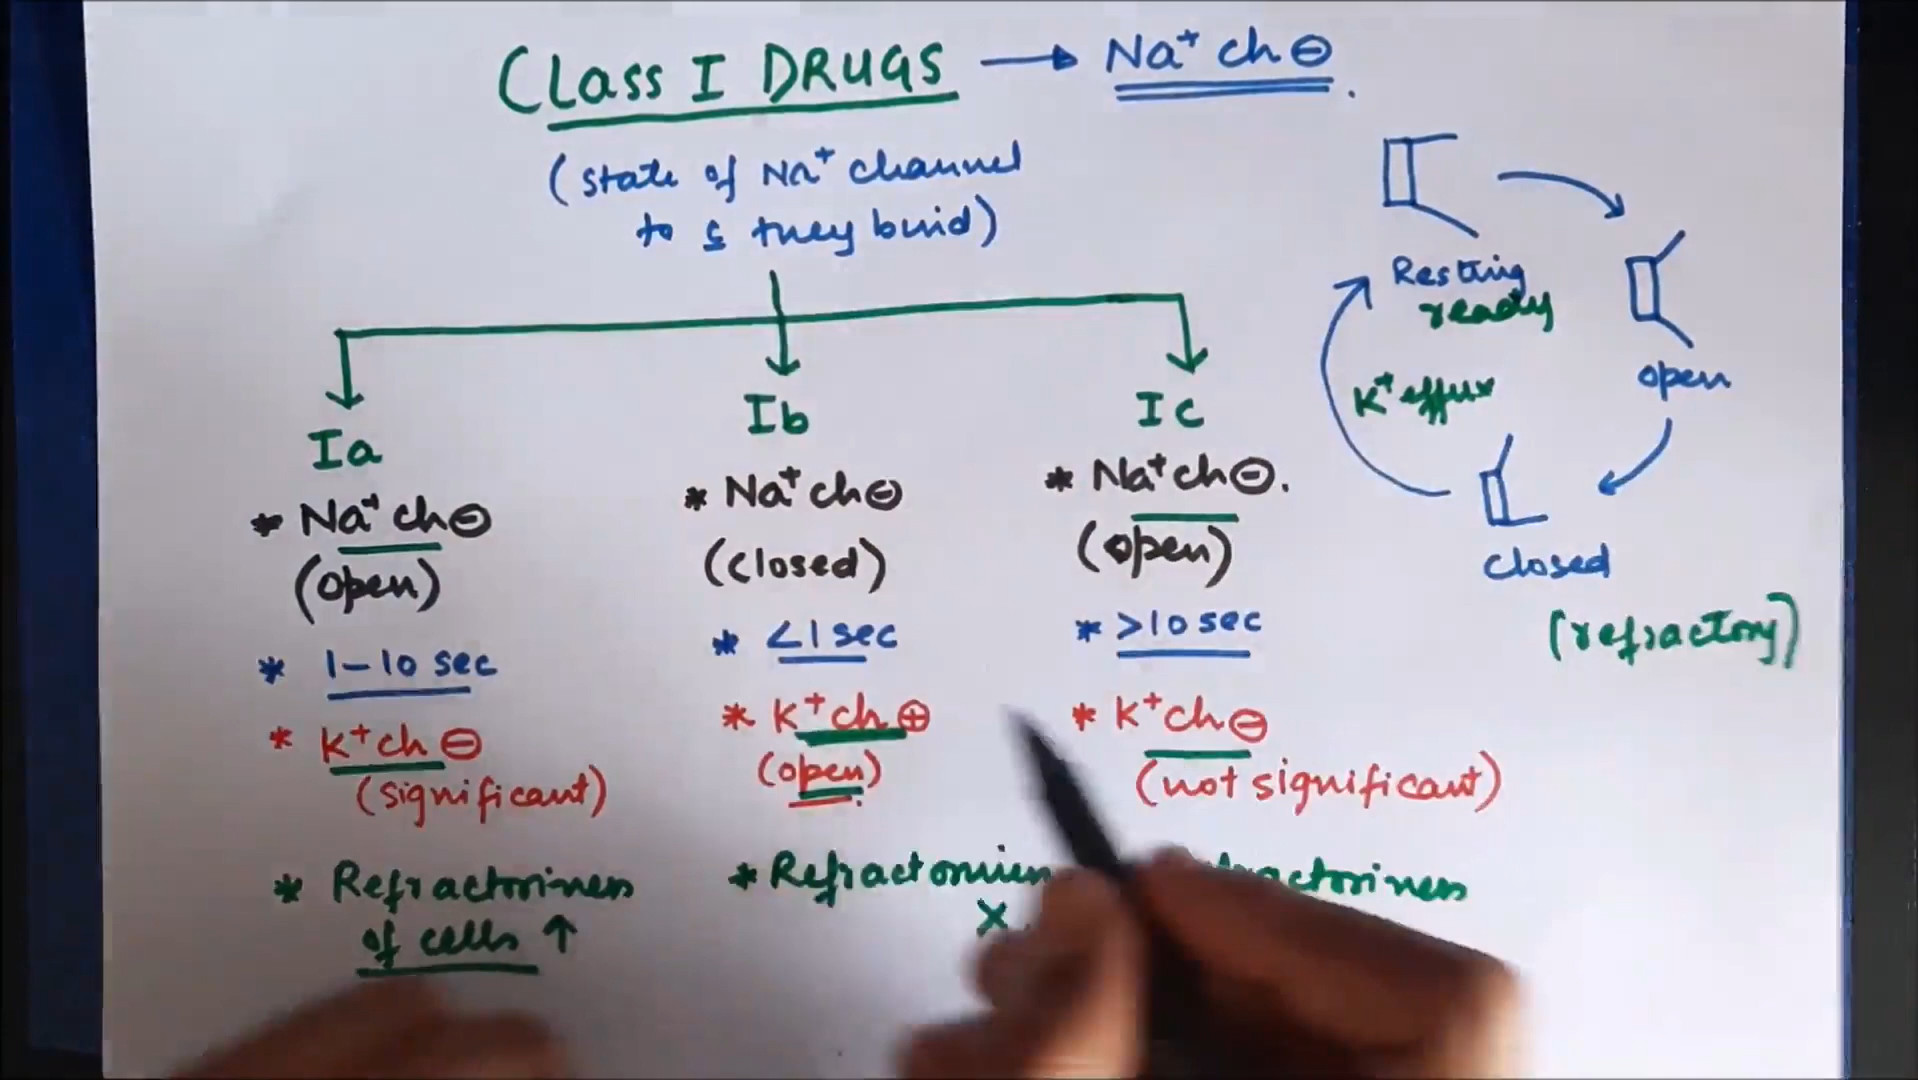 Class I DRUGS → Na⁺ ch ⊖.
(state of Na⁺ channel
to s̄ they bind)
Ia
* Na⁺ ch ⊖
(open)
* 1-10 sec
* K⁺ ch ⊖
(significant)
* Refractoriness
of cells ↑
Ib
* Na⁺ ch ⊖
(closed)
* <1 sec
* K⁺ ch ⊕
(open)
* Refractoriness
X
Ic
* Na⁺ ch ⊖.
(open)
* >10 sec
* K⁺ ch ⊖
(not significant)
Resting
ready
open
K⁺ efflux
closed
(refractory)